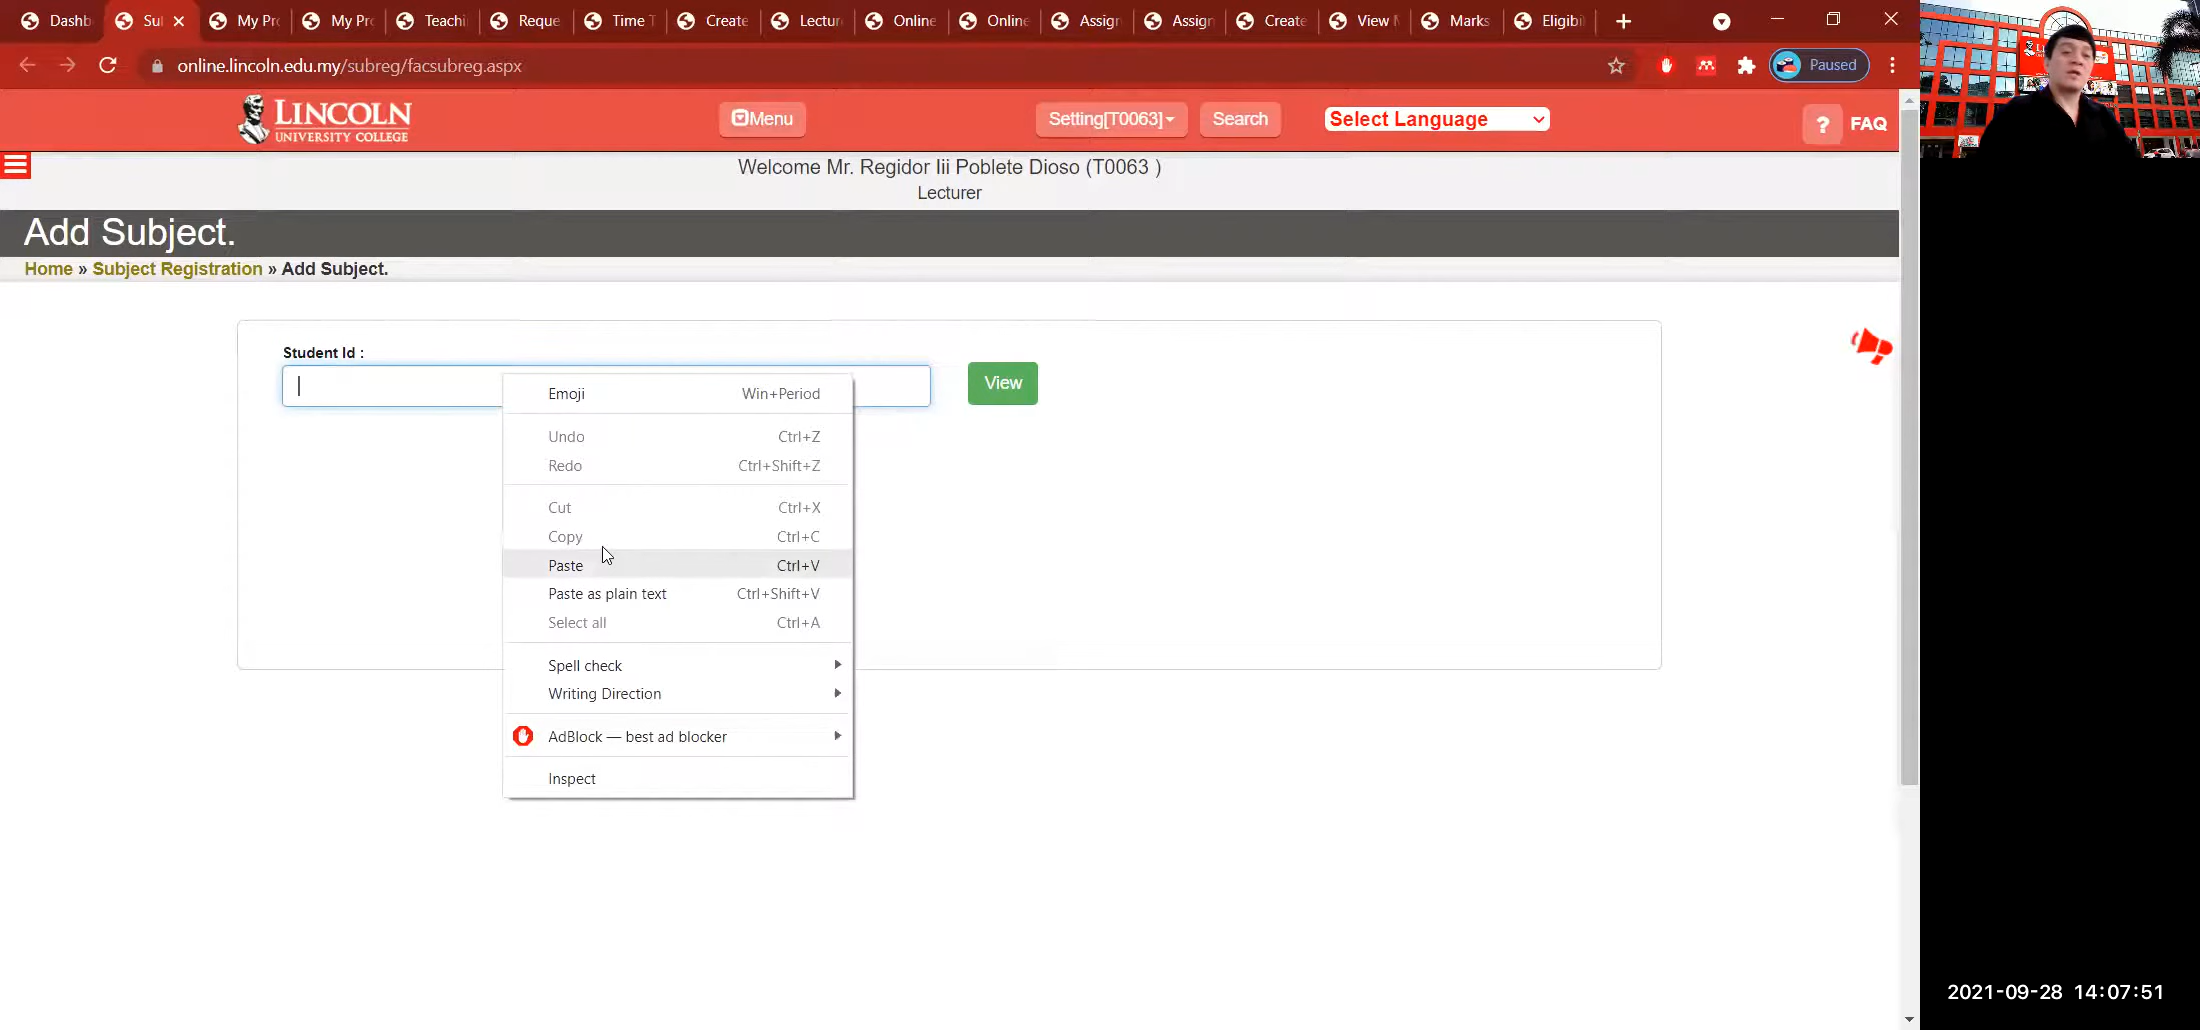 Dashb
Sul
My Pr
My Pr
Teachi
Reque
Time T
Create
Lectur
Online
Online
Assign
Assign
Create
View M
Marks
Eligibi
online.lincoln.edu.my/subreg/facsubreg.aspx
Paused
LINCOLN
UNIVERSITY COLLEGE
Menu
Setting[T0063]
Search
Select Language
? FAQ
Welcome Mr. Regidor Iii Poblete Dioso (T0063 )
Lecturer
Add Subject.
Home » Subject Registration » Add Subject.
Student Id :
View
Emoji Win+Period
Undo Ctrl+Z
Redo Ctrl+Shift+Z
Cut Ctrl+X
Copy Ctrl+C
Paste Ctrl+V
Paste as plain text Ctrl+Shift+V
Select all Ctrl+A
Spell check
Writing Direction
AdBlock — best ad blocker
Inspect
2021-09-28 14:07:51